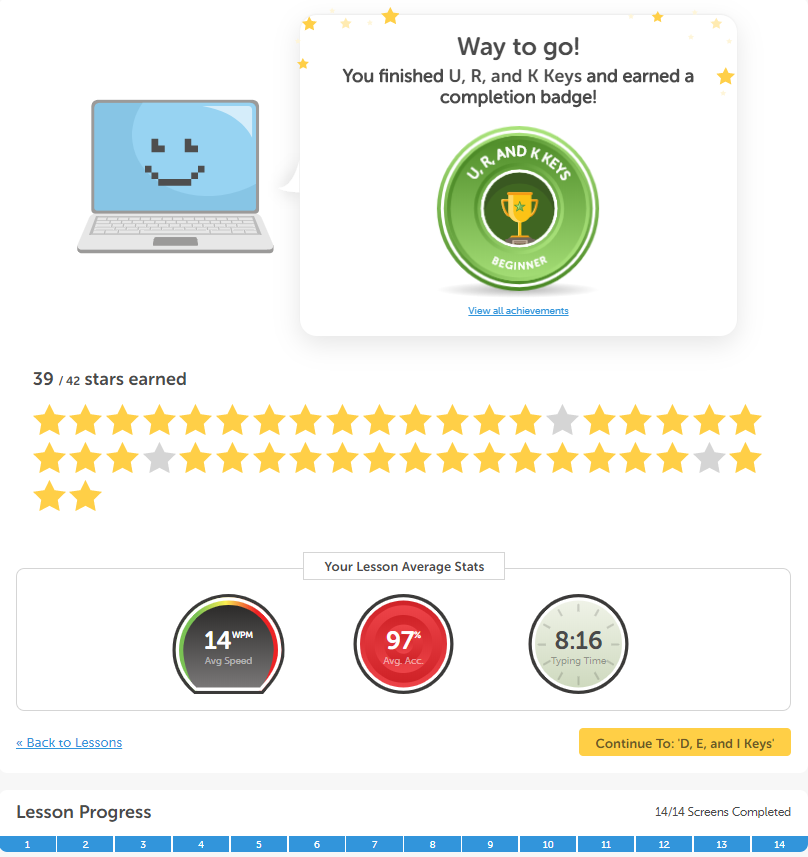 Way to go!
You finished U, R, and K Keys and earned a
completion badge!
U, R, AND K KEYS
BEGINNER
View all achievements
39 / 42 stars earned
Your Lesson Average Stats
14 WPM
Avg Speed
97%
Avg. Acc.
8:16
Typing Time
« Back to Lessons
Continue To: 'D, E, and I Keys'
Lesson Progress
14/14 Screens Completed
1 2 3 4 5 6 7 8 9 10 11 12 13 14